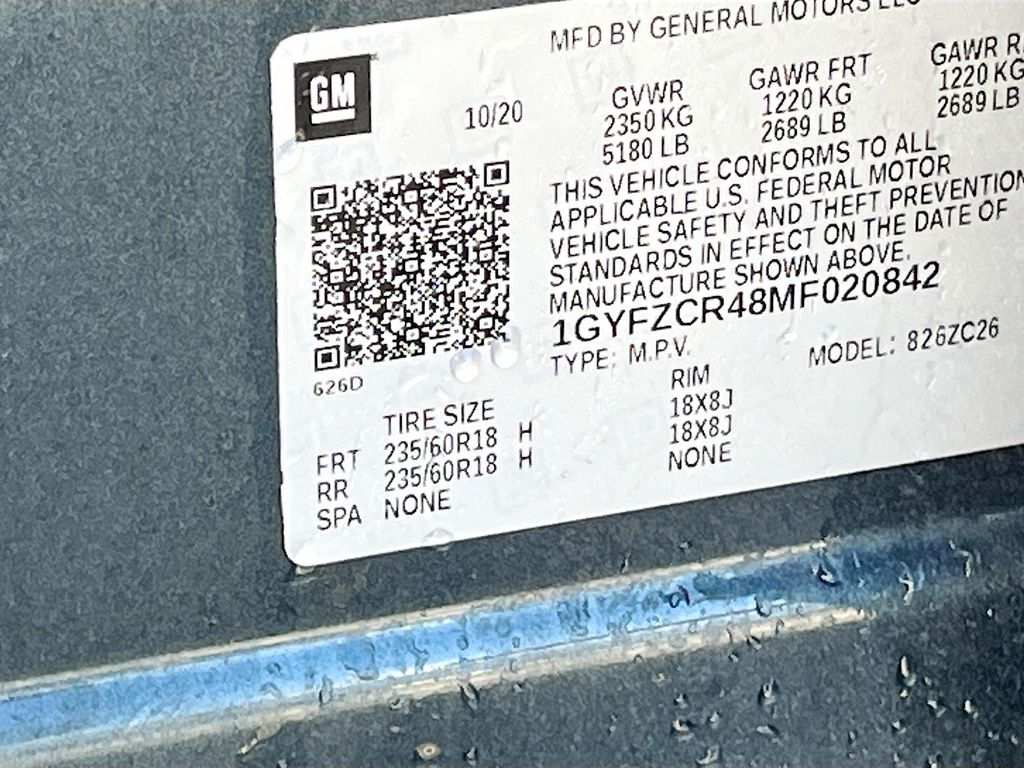 MFD BY GENERAL MOTORS LLC
GM
10/20
GVWR
2350 KG
5180 LB
GAWR FRT
1220 KG
2689 LB
GAWR R
1220 KG
2689 LB
THIS VEHICLE CONFORMS TO ALL
APPLICABLE U.S. FEDERAL MOTOR
VEHICLE SAFETY AND THEFT PREVENTION
STANDARDS IN EFFECT ON THE DATE OF
MANUFACTURE SHOWN ABOVE.
1GYFZCR48MF020842
TYPE: M.P.V. MODEL: 826ZC26
626D
TIRE SIZE RIM
FRT 235/60R18 H 18X8J
RR 235/60R18 H 18X8J
SPA NONE NONE